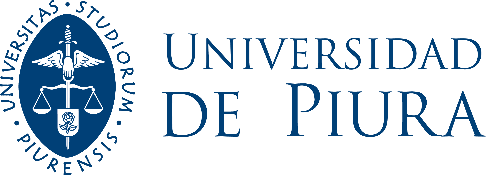 UNIVERSITAS · STUDIORUM · PIURENSIS ·
UNIVERSIDAD
DE PIURA